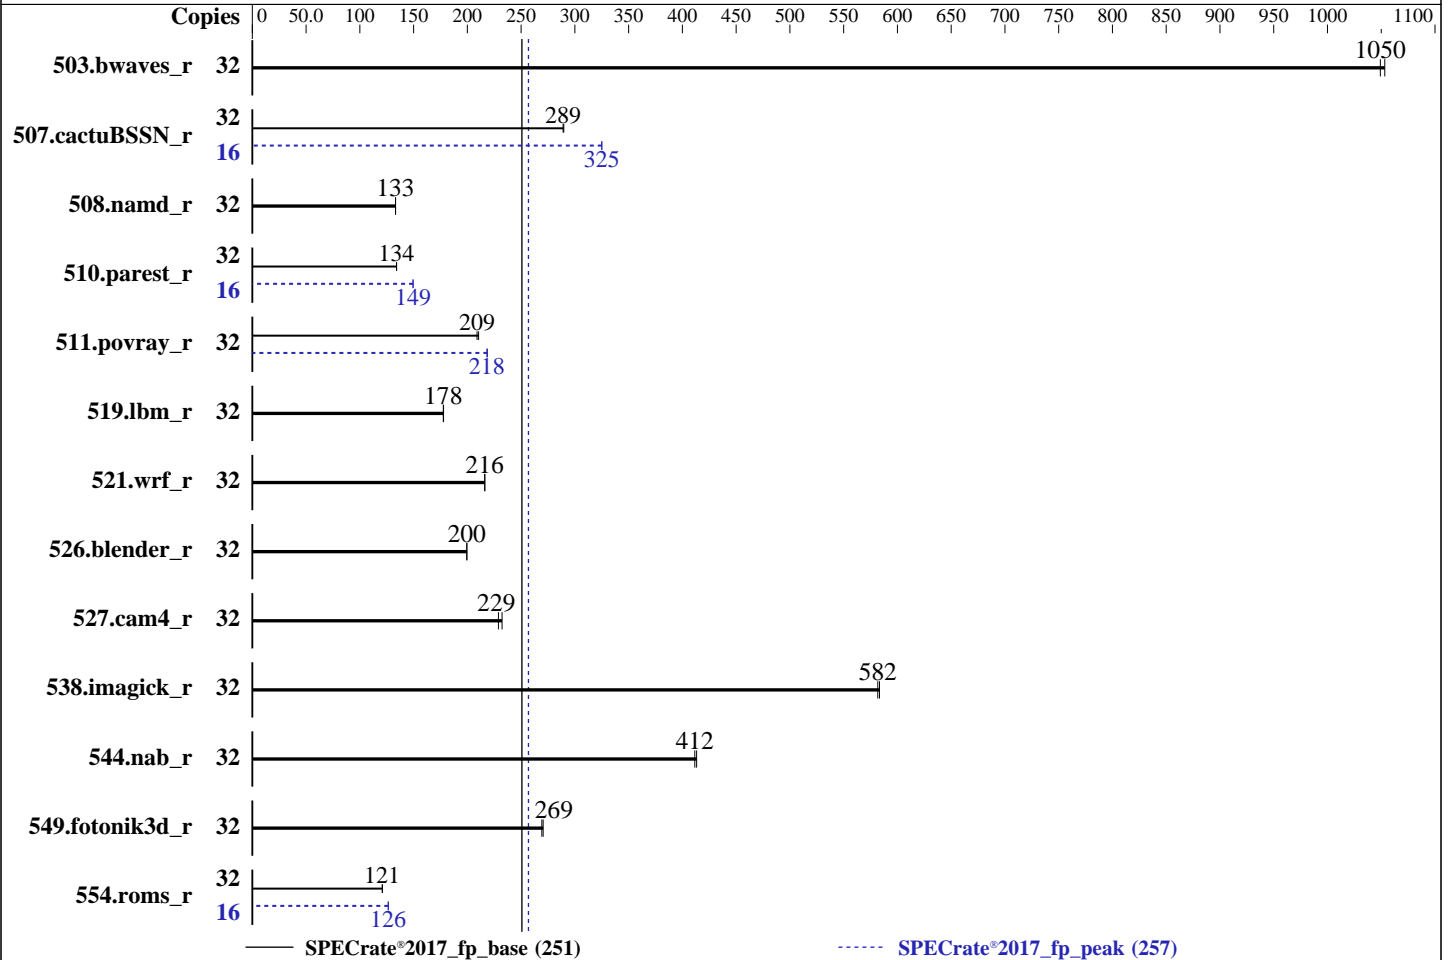 Copies 0 50.0 100 150 200 250 300 350 400 450 500 550 600 650 700 750 800 850 900 950 1000 1100
503.bwaves_r 32 1050
507.cactuBSSN_r 32 289
16 325
508.namd_r 32 133
510.parest_r 32 134
16 149
511.povray_r 32 209
218
519.lbm_r 32 178
521.wrf_r 32 216
526.blender_r 32 200
527.cam4_r 32 229
538.imagick_r 32 582
544.nab_r 32 412
549.fotonik3d_r 32 269
554.roms_r 32 121
16 126
SPECrate®2017_fp_base (251) SPECrate®2017_fp_peak (257)